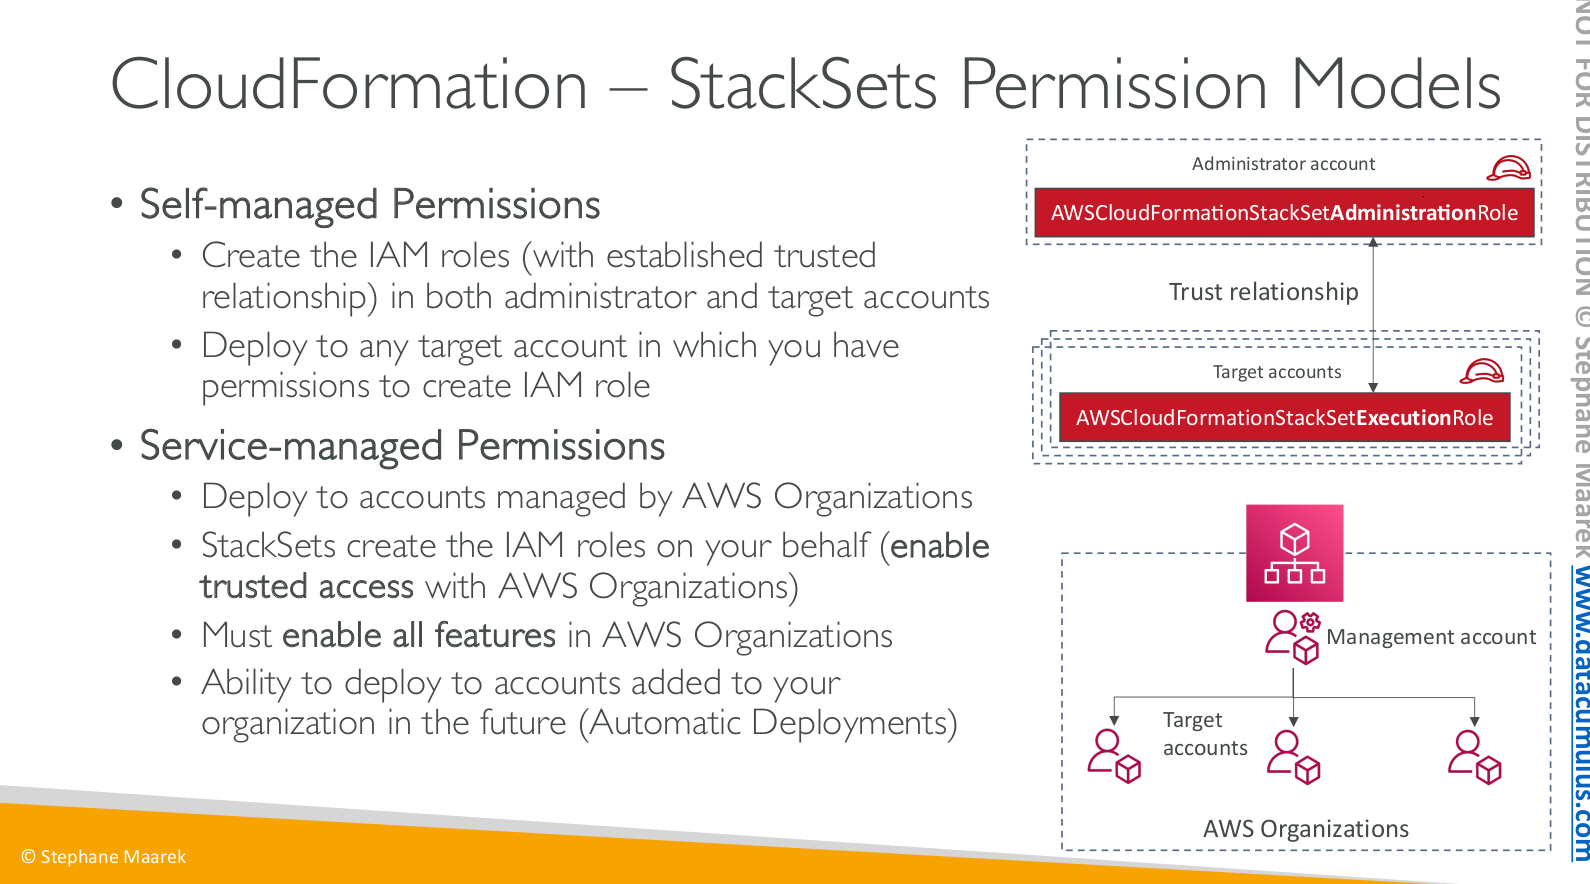 CloudFormation – StackSets Permission Models
• Self-managed Permissions
• Create the IAM roles (with established trusted
relationship) in both administrator and target accounts
• Deploy to any target account in which you have
permissions to create IAM role
• Service-managed Permissions
• Deploy to accounts managed by AWS Organizations
• StackSets create the IAM roles on your behalf (enable
trusted access with AWS Organizations)
• Must enable all features in AWS Organizations
• Ability to deploy to accounts added to your
organization in the future (Automatic Deployments)
Administrator account
AWSCloudFormationStackSetAdministrationRole
Trust relationship
Target accounts
AWSCloudFormationStackSetExecutionRole
Management account
Target
accounts
AWS Organizations
© Stephane Maarek
NOT FOR DISTRIBUTION © Stephane Maarek www.datacumulus.com